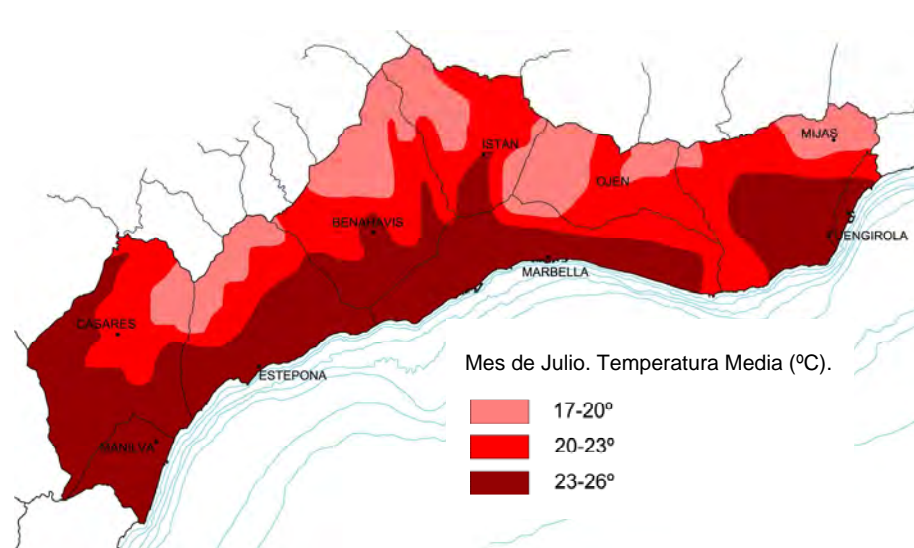 MIJAS
ISTÁN
OJEN
BENAHAVIS
FUENGIROLA
MARBELLA
CASARES
ESTEPONA
MANILVA
Mes de Julio. Temperatura Media (ºC).
17-20º
20-23º
23-26º